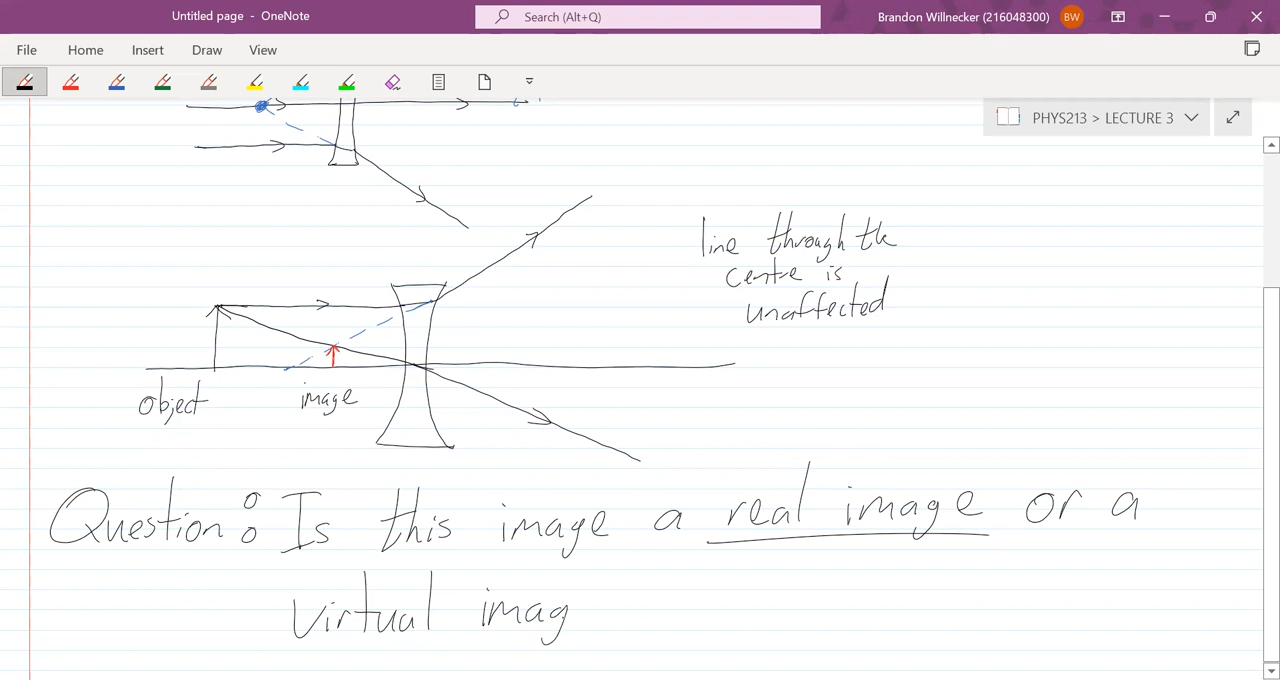 Untitled page - OneNote
Search (Alt+Q)
Brandon Willnecker (216048300)
BW
File Home Insert Draw View
PHYS213 > LECTURE 3
line through the
centre is
unaffected
object
image
Question: Is this image a real image or a
virtual imag